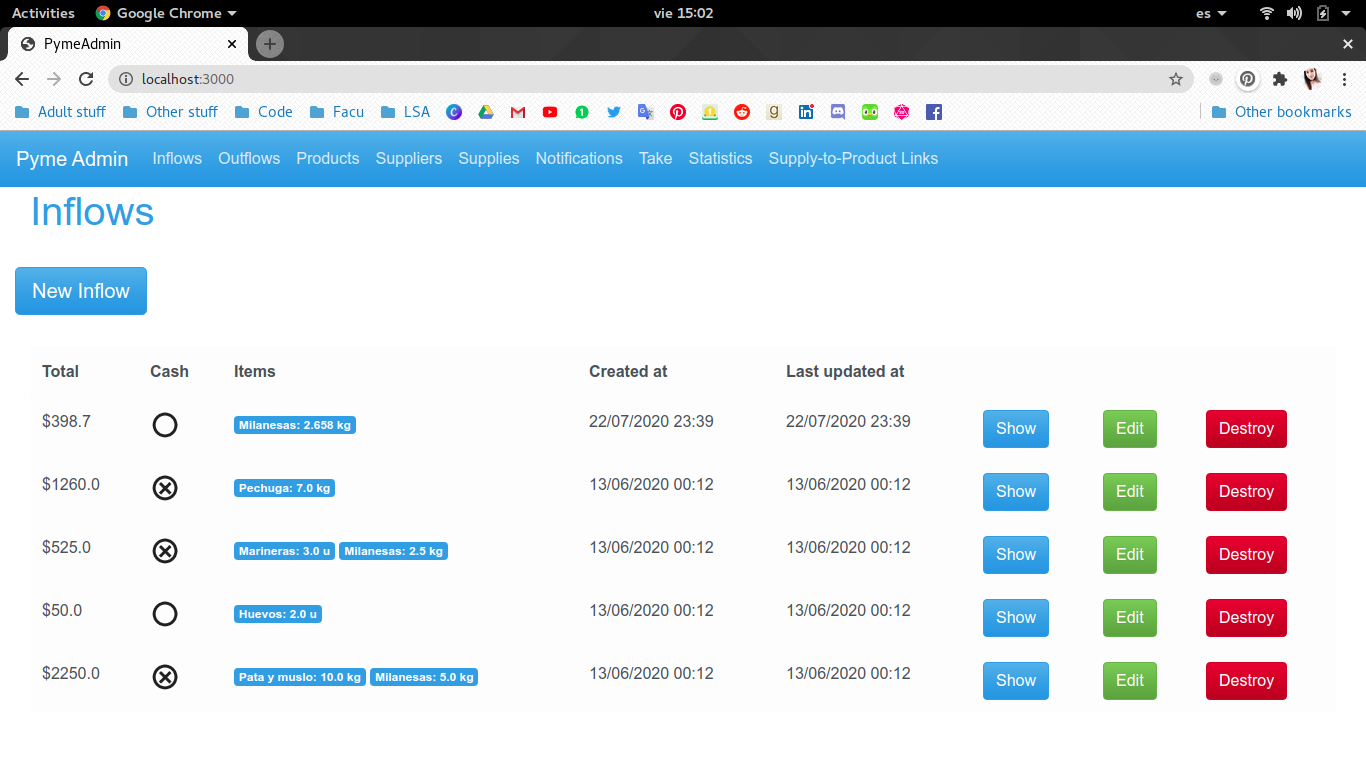 Activities Google Chrome vie 15:02 es
PymeAdmin
localhost:3000
Adult stuff Other stuff Code Facu LSA Other bookmarks
Pyme Admin Inflows Outflows Products Suppliers Supplies Notifications Take Statistics Supply-to-Product Links
Inflows
New Inflow
Total Cash Items Created at Last updated at
$398.7 Milanesas: 2.658 kg 22/07/2020 23:39 22/07/2020 23:39 Show Edit Destroy
$1260.0 Pechuga: 7.0 kg 13/06/2020 00:12 13/06/2020 00:12 Show Edit Destroy
$525.0 Marineras: 3.0 u Milanesas: 2.5 kg 13/06/2020 00:12 13/06/2020 00:12 Show Edit Destroy
$50.0 Huevos: 2.0 u 13/06/2020 00:12 13/06/2020 00:12 Show Edit Destroy
$2250.0 Pata y muslo: 10.0 kg Milanesas: 5.0 kg 13/06/2020 00:12 13/06/2020 00:12 Show Edit Destroy